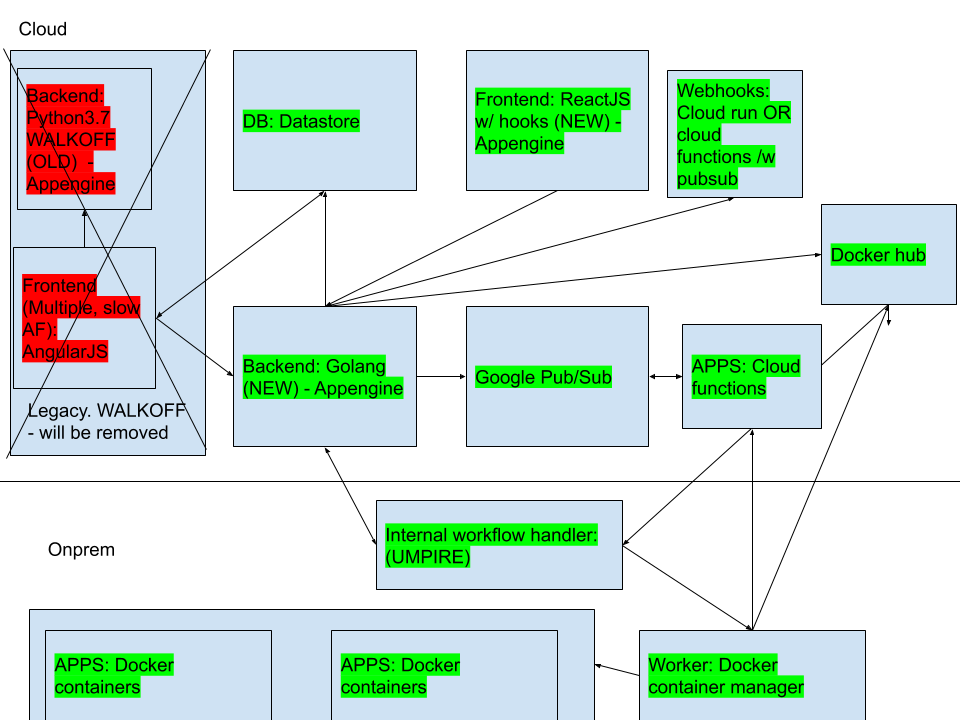 Cloud
Backend:
Python3.7
WALKOFF
(OLD) -
Appengine
Frontend
(Multiple, slow
AF):
AngularJS
Legacy. WALKOFF
- will be removed
DB: Datastore
Frontend: ReactJS
w/ hooks (NEW) -
Appengine
Webhooks:
Cloud run OR
cloud
functions /w
pubsub
Docker hub
Backend: Golang
(NEW) - Appengine
Google Pub/Sub
APPS: Cloud
functions
Onprem
Internal workflow handler:
(UMPIRE)
APPS: Docker
containers
APPS: Docker
containers
Worker: Docker
container manager